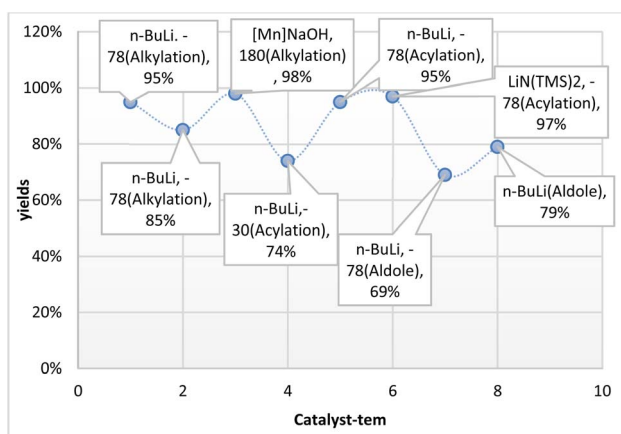 120%
100%
80%
60%
40%
20%
0%
yields
n-BuLi. -
78(Alkylation),
95%
[Mn]NaOH,
180(Alkylation)
, 98%
n-BuLi, -
78(Acylation),
95%
LiN(TMS)2, -
78(Acylation),
97%
n-BuLi, -
78(Alkylation),
85%
n-BuLi,-
30(Acylation),
74%
n-BuLi, -
78(Aldole),
69%
n-BuLi(Aldole),
79%
0
2
4
6
8
10
Catalyst-tem